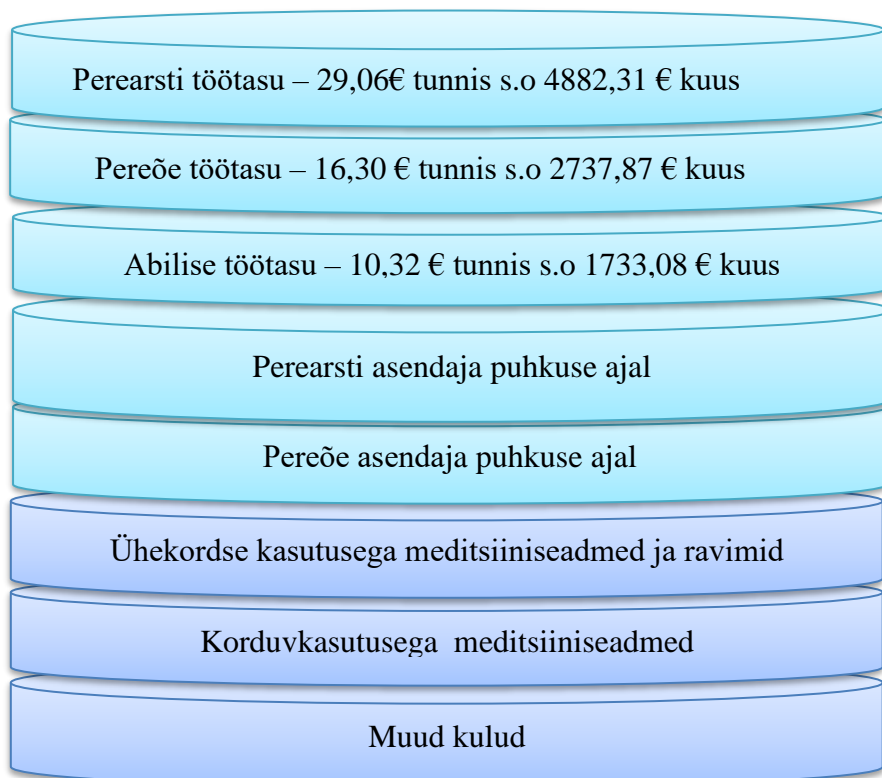 Perearsti töötasu – 29,06€ tunnis s.o 4882,31 € kuus
Pereõe töötasu – 16,30 € tunnis s.o 2737,87 € kuus
Abilise töötasu – 10,32 € tunnis s.o 1733,08 € kuus
Perearsti asendaja puhkuse ajal
Pereõe asendaja puhkuse ajal
Ühekordse kasutusega meditsiiniseadmed ja ravimid
Korduvkasutusega meditsiiniseadmed
Muud kulud